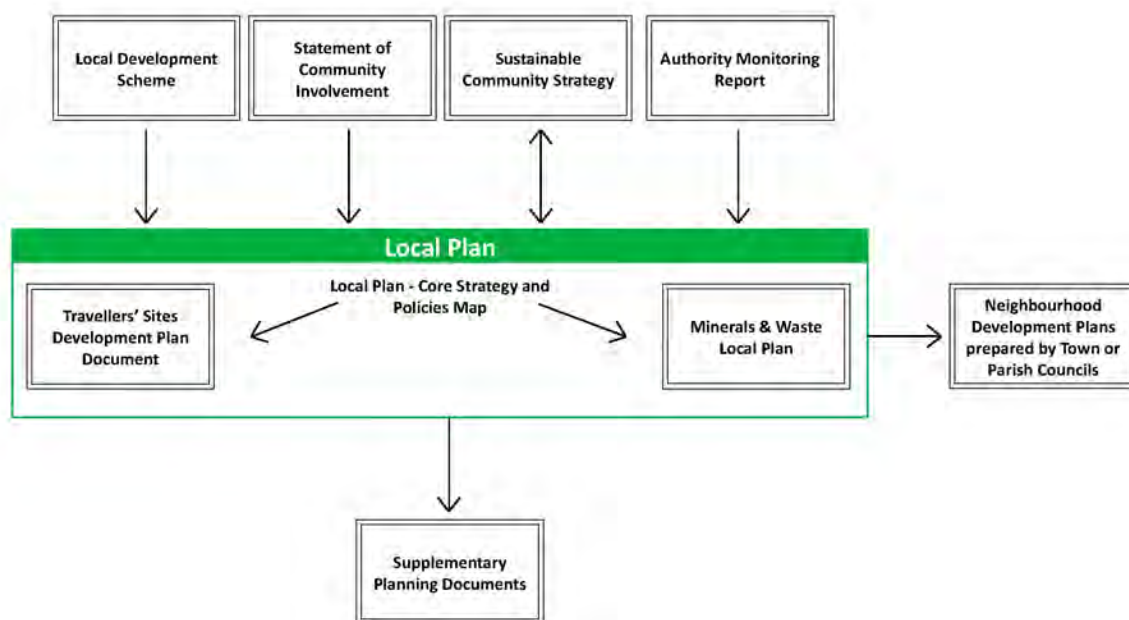 Local Development
Scheme
Statement of
Community
Involvement
Sustainable
Community Strategy
Authority Monitoring
Report
Local Plan
Local Plan - Core Strategy and
Policies Map
Travellers' Sites
Development Plan
Document
Minerals & Waste
Local Plan
Neighbourhood
Development Plans
prepared by Town or
Parish Councils
Supplementary
Planning Documents